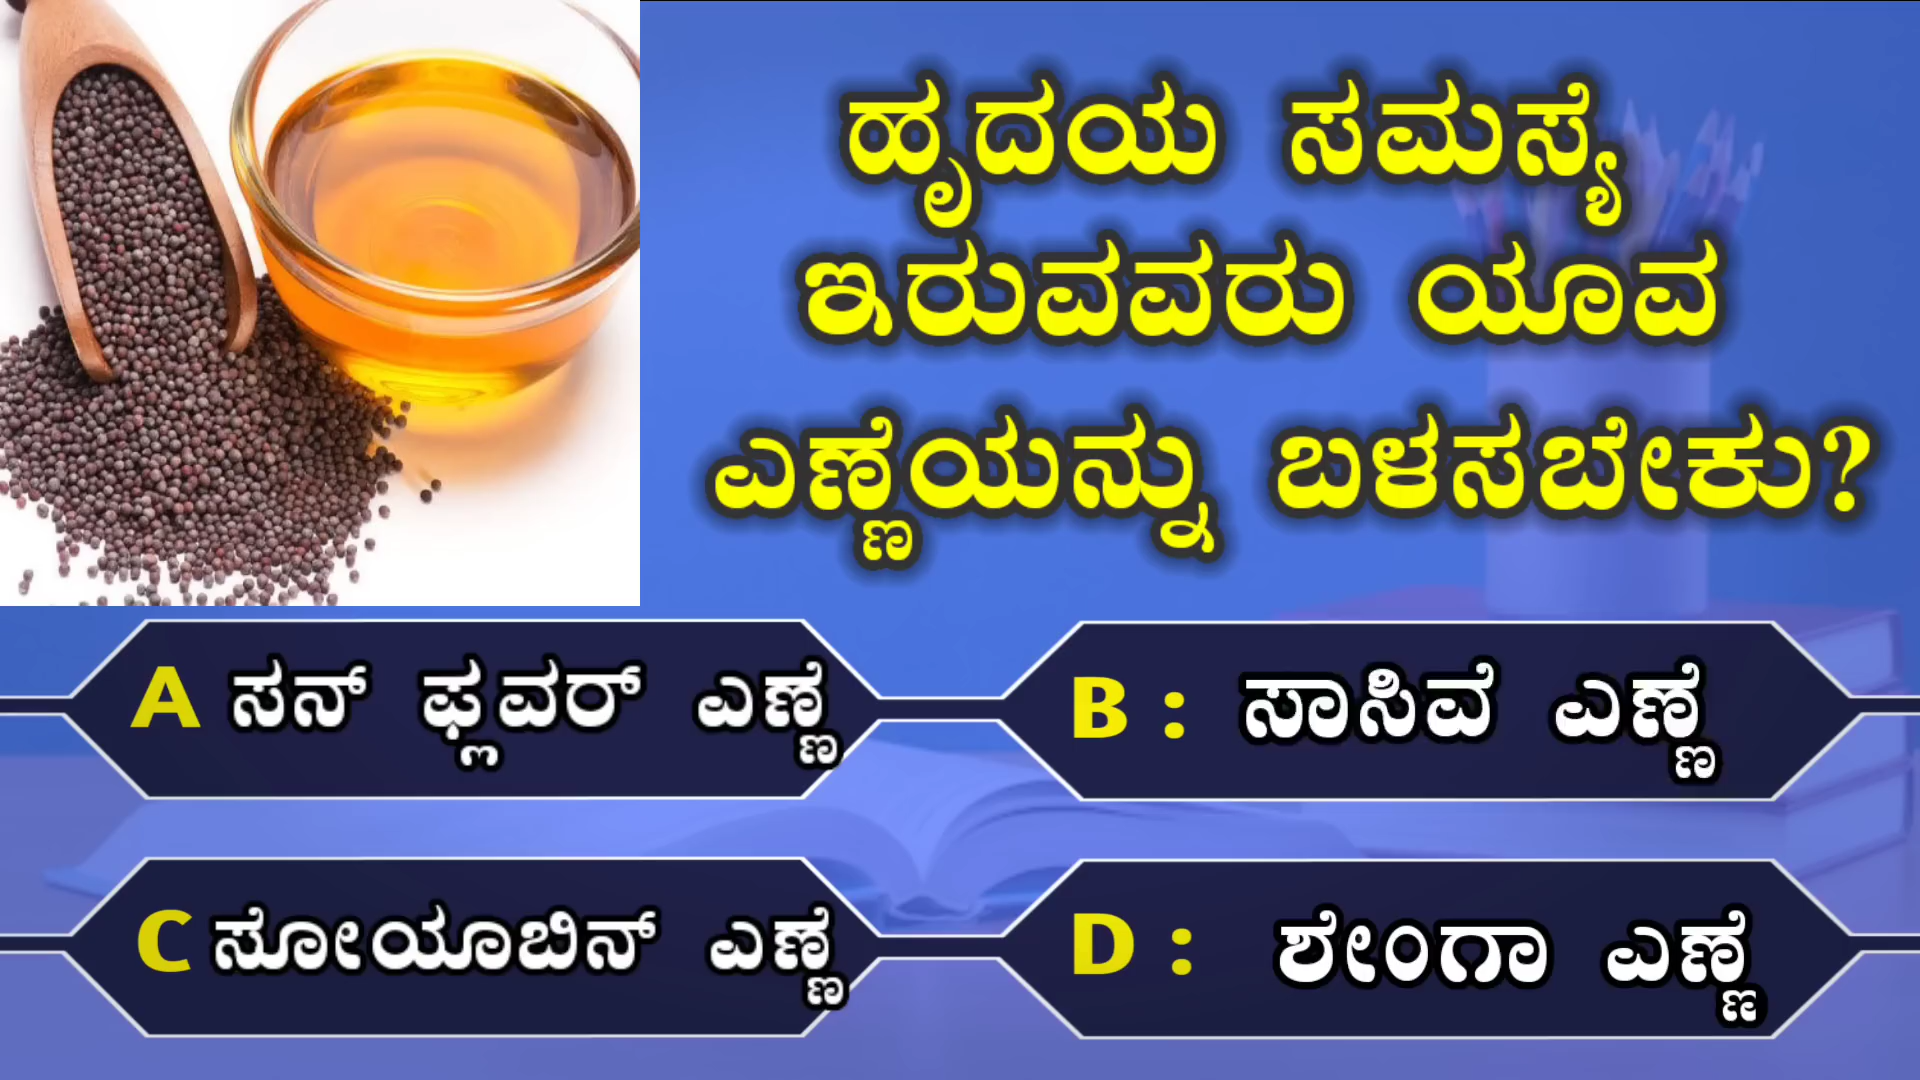 ಹೃದಯ ಸಮಸ್ಯೆ
ಇರುವವರು ಯಾವ
ಎಣ್ಣೆಯನ್ನು ಬಳಸಬೇಕು?
A ಸನ್ ಫ್ಲವರ್ ಎಣ್ಣೆ
B : ಸಾಸಿವೆ ಎಣ್ಣೆ
C ಸೋಯಾಬಿನ್ ಎಣ್ಣೆ
D : ಶೇಂಗಾ ಎಣ್ಣೆ